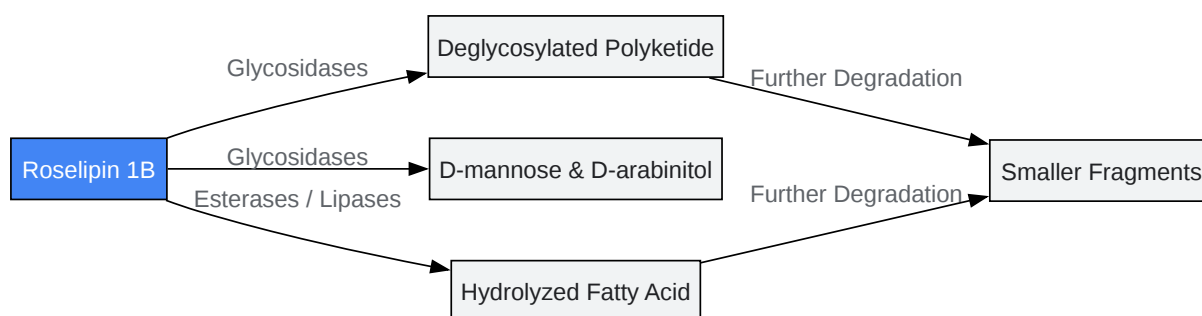 Deglycosylated Polyketide
Glycosidases
Further Degradation
Roselipin 1B
Glycosidases
D-mannose & D-arabinitol
Smaller Fragments
Esterases / Lipases
Further Degradation
Hydrolyzed Fatty Acid